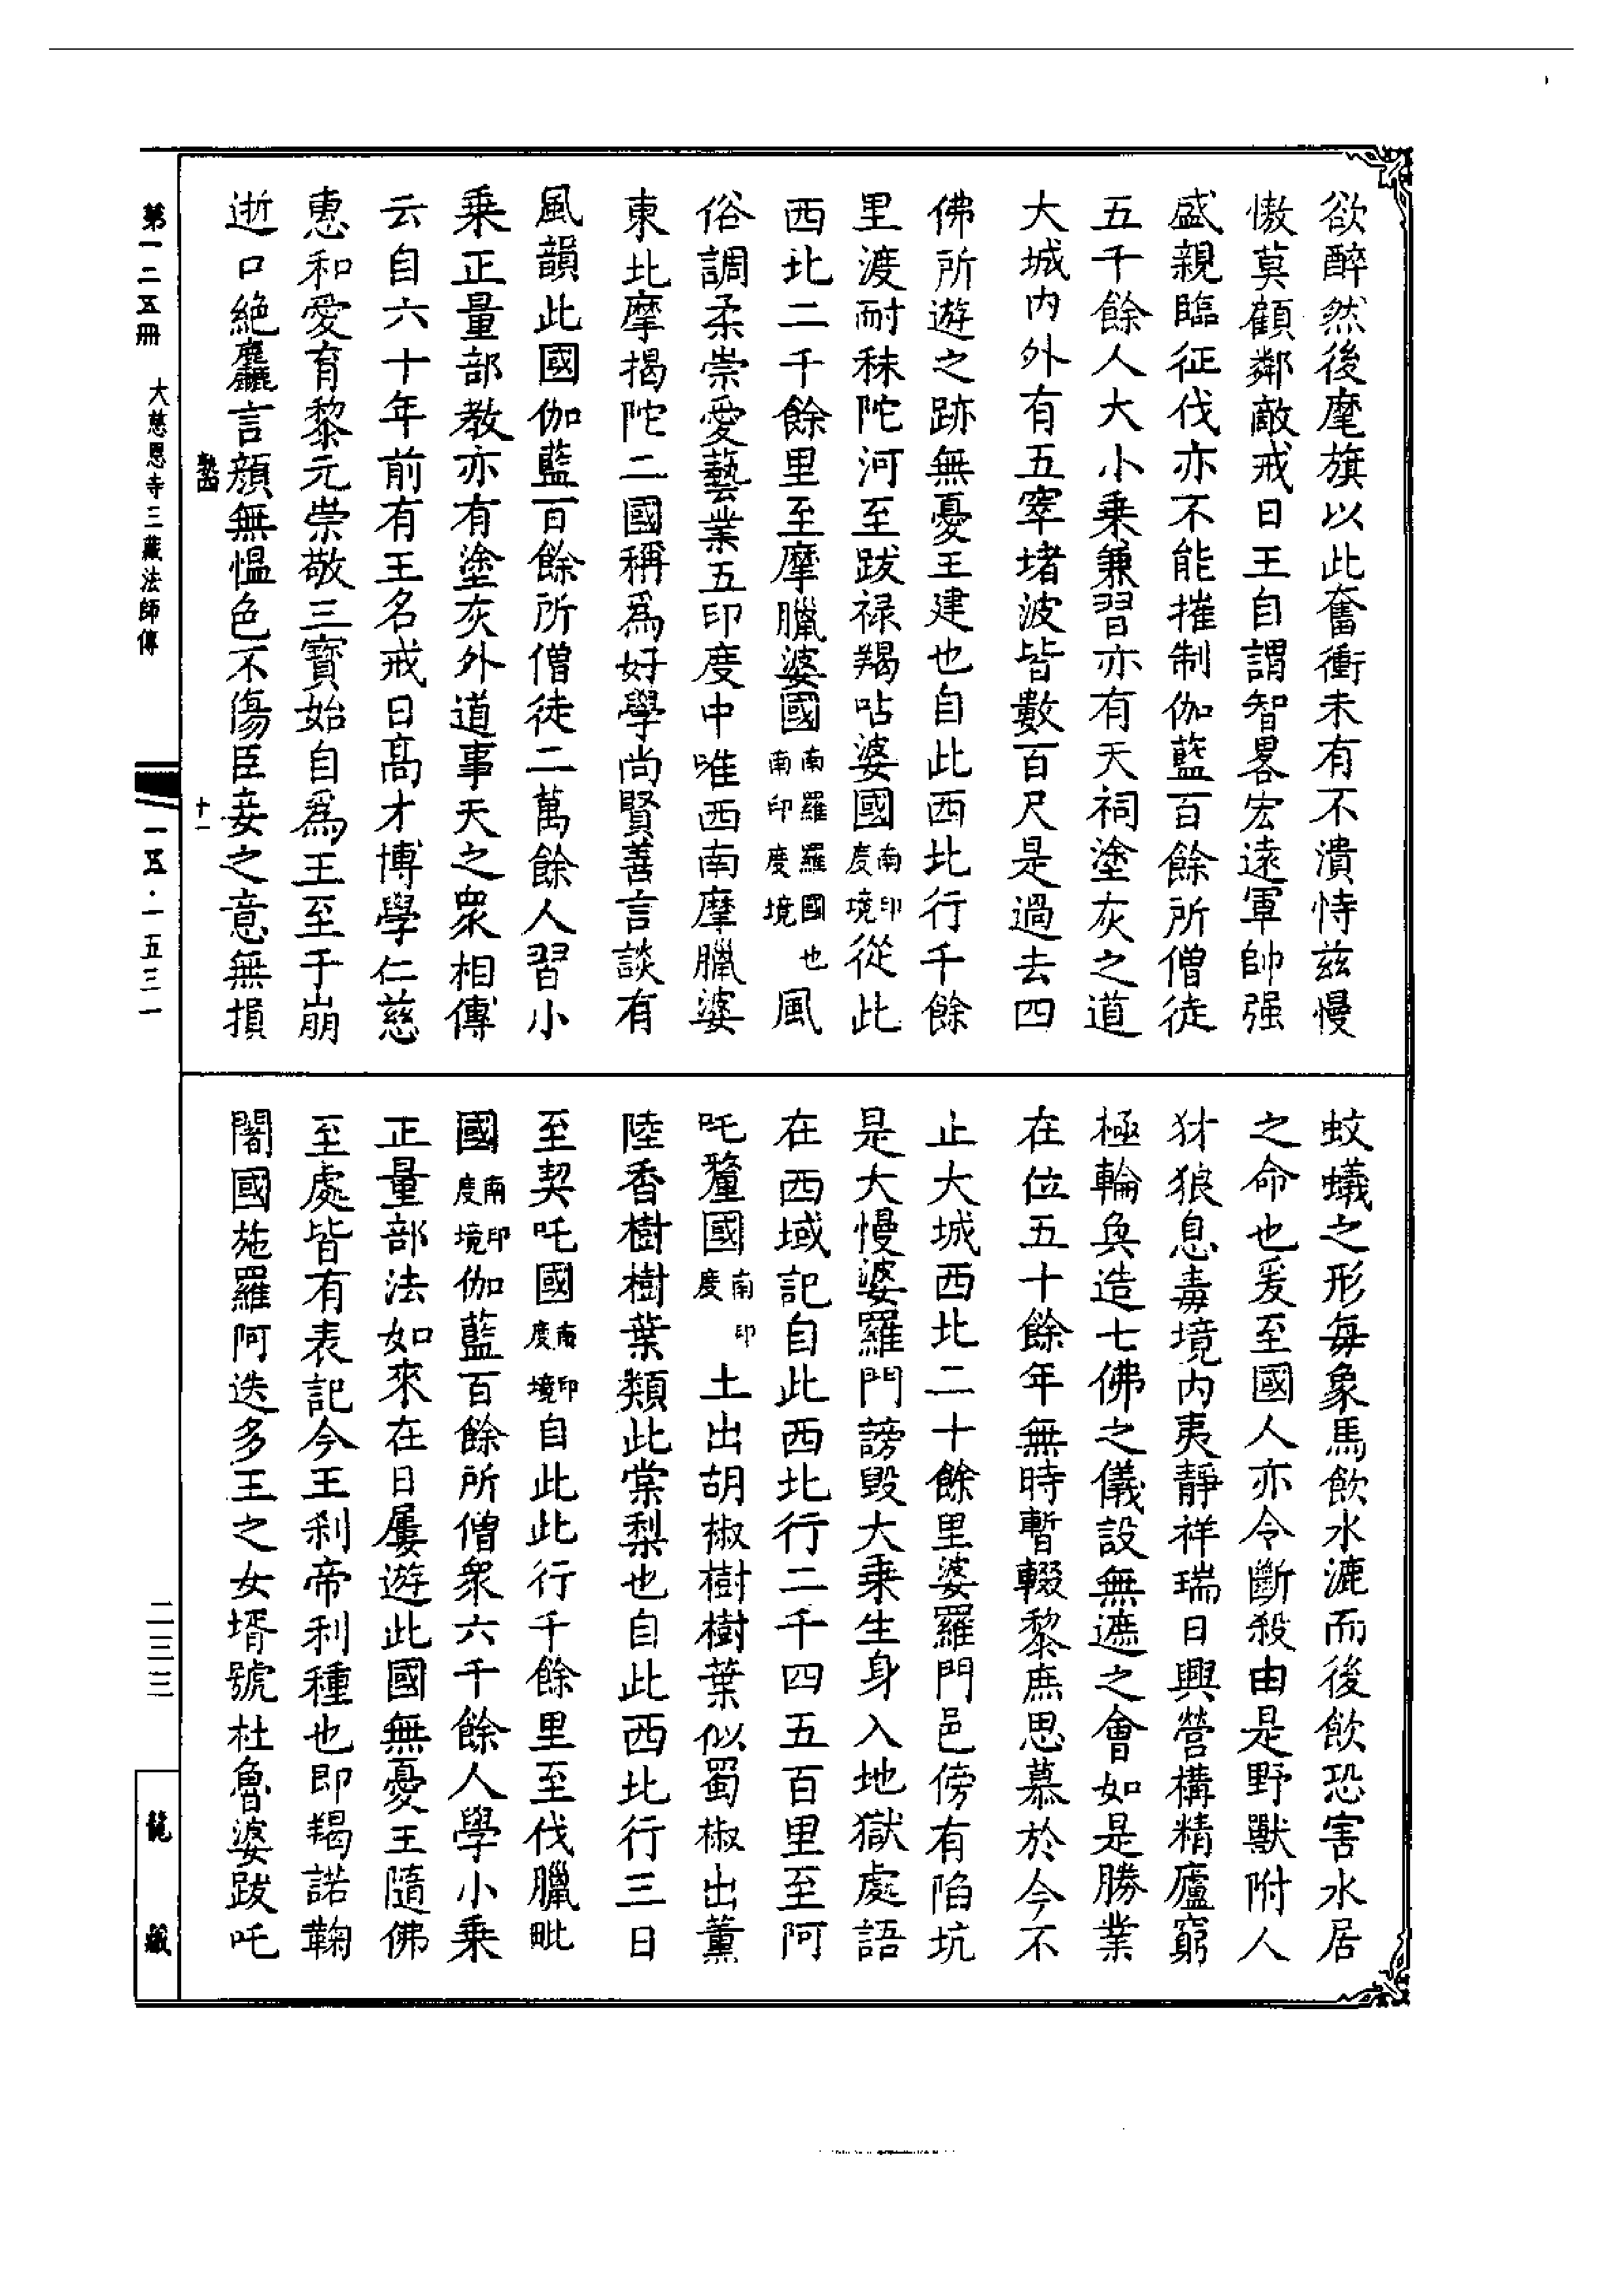 欲醉然後麾旗以此奮衝未有不潰恃兹慢
慠莫顧鄰敵戒日王自謂智畧宏遠軍帥强
盛親臨征伐亦不能摧制伽藍百餘所僧徒
五千餘人大小乘兼習亦有天祠塗灰之道
大城内外有五窣堵波皆數百尺是過去四
佛所遊之跡無憂王建也自此西北行千餘
里渡耐秣陀河至跋禄羯呫婆國南印度境從此
西北二千餘里至摩臘婆國南羅羅國也南印度境風
俗調柔崇愛藝業五印度中唯西南摩臘婆
東北摩揭陀二國稱爲好學尚賢善言談有
風韻此國伽藍百餘所僧徒二萬餘人習小
乘正量部教亦有塗灰外道事天之衆相傳
云自六十年前有王名戒日高才博學仁慈
惠和愛育黎元崇敬三寶始自爲王至于崩
逝口絶麤言顔無愠色不傷臣妾之意無損
蚊蟻之形每象馬飲水漉而後飲恐害水居
之命也爰至國人亦令斷殺由是野獸附人
豺狼息毒境内夷靜祥瑞日興營構精廬窮
極輪奐造七佛之儀設無遮之會如是勝業
在位五十餘年無時暫輟黎庶思慕於今不
止大城西北二十餘里婆羅門邑傍有陷坑
是大慢婆羅門謗毀大乘生身入地獄處語
在西域記自此西北行二千四五百里至阿
吒釐國南印度土出胡椒樹樹葉似蜀椒出薰
陸香樹樹葉類此棠梨也自此西北行三日
至契吒國南印度境自此北行千餘里至伐臘毗
國南印度境伽藍百餘所僧衆六千餘人學小乘
正量部法如來在日屢遊此國無憂王隨佛
至處皆有表記今王刹帝利種也即羯諾鞠
闍國施羅阿迭多王之女壻號杜魯婆跋吒
第一二五冊 大慈恩寺三藏法師傳
十一
一二五·一五三一
二三三
龍藏